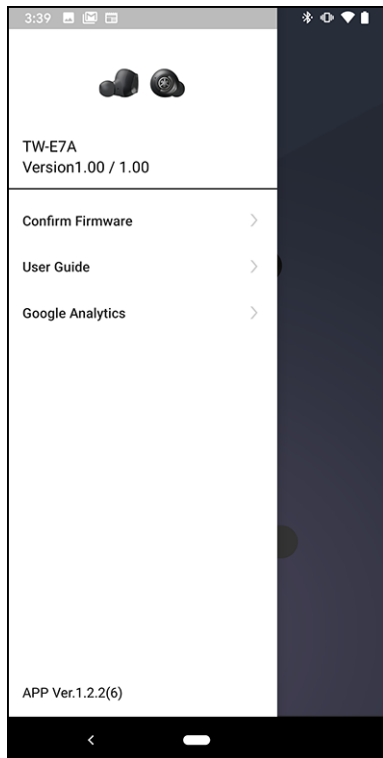 3:39
TW-E7A
Version1.00 / 1.00
Confirm Firmware
User Guide
Google Analytics
APP Ver.1.2.2(6)